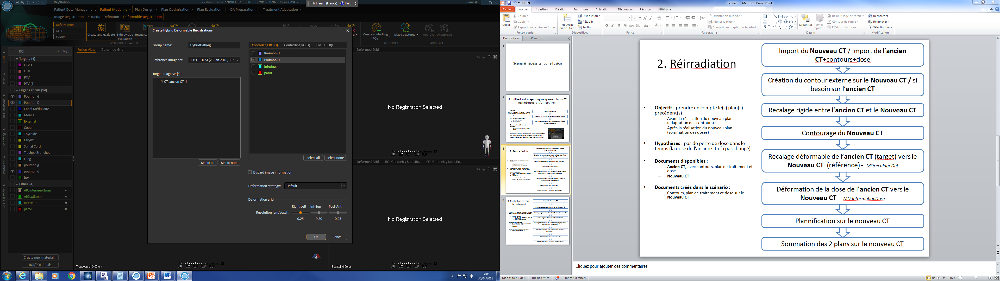 RayStation 6
Patient name: ANDREE BARBIER ID: 201603596 Case: CASE 2
FR French (France) Help
Clinical
Patient Data Management Patient Modeling Plan Design Plan Optimization Plan Evaluation QA Preparation Treatment Adaptation
Image Registration Structure Definition Deformable Registration
Deformation
Grid
Fusion
Create and evaluate
Side by side evaluation
WORKSPACE LAYOUT
Create controlling ROIs
Map structures
ROI TOOLS
Approve Unapprove
APPROVAL
ROIs
POIs
Registrations
Scripting
Protocols
Visualization
ROI Matl
Targets (4)
CTV T
GTV
PTV
PTV (1)
Organs at risk (14)
Poumon G
Poumon D
Canal Médullaire
Moelle
External
Coeur
Thyroide
Larynx
Spinal Cord
Trachée Bronches
Lung
poumon g
poumon d
box
Other (4)
AIOinterieur-1mm
AIOext3mm
interieur
paroi
Create new material...
ROI/POI details
Fusion View Deformed Grid
Create Hybrid Deformable Registrations
Group name: HybridDefReg
Reference image set: CT: CT DOSI [23 Jan 2018, 11:
Target image set(s):
CT: ancien CT []
Select all Select none
Controlling ROI(s) Controlling POI(s) Focus ROI(s)
Poumon G
Poumon D
interieur
paroi
Select all Select none
Discard image information
Deformation strategy: Default
Deformation grid
Right-Left Inf-Sup Post-Ant
Resolution [cm/voxel]:
0.25 0.30 0.25
OK Cancel
Deformed Grid
No Registration Selected
0.0 0.2 0.4 0.6 0.8 cm
Deformed Grid ROI Geometry Statistics POI Geometry Statistics
No Registration Selected
Transversal: 0.00 cm
0.0 0.2 0.4 0.6 0.8 cm
Sagittal: 0.00 cm
0.0 0.2 0.4 0.6 0.8 cm
17:08
30/04/2018
Scenarii - Microsoft PowerPoint
Fichier Accueil Insertion Création Transitions Animations Diaporama Révision Affichage
Coller
Couper
Copier
Reproduire la mise en forme
Presse-papiers
Nouvelle diapositive
Disposition
Rétablir
Section
Diapositives
12
Police
Orientation du texte
Aligner le texte
Convertir en graphique SmartArt
Paragraphe
Organiser
Styles rapides
Remplissage de forme
Contour de forme
Effets sur la forme
Dessin
Rechercher
Remplacer
Sélectionner
Modification
Diapositives Plan
1
Scenarii nécessitant une fusion
2
1. Utilisation d'images diagnostiques en plus du CT
dosimétrique - CT / CT-TEP / IRM -
3
2. Réirradiation
4
3. Evaluation en cours
de traitement
2. Réirradiation
• Objectif : prendre en compte le(s) plan(s)
précédent(s)
– Avant la réalisation du nouveau plan
(adaptation des contours)
– Après la réalisation du nouveau plan
(sommation des doses)
• Hypothèses : pas de perte de dose dans le
temps (la dose de l'ancien CT n'a pas changé)
• Documents disponibles :
– Ancien CT, avec contours, plan de traitement et
dose
– Nouveau CT
• Documents créés dans le scénario :
– Contours, plan de traitement et dose sur le
Nouveau CT
Import du Nouveau CT / Import de l'ancien
CT+contours+dose
Création du contour externe sur le Nouveau CT / si
besoin sur l'ancien CT
Recalage rigide entre l'ancien CT et le Nouveau CT
Contourage du Nouveau CT
Recalage déformable de l'ancien CT (target) vers le
Nouveau CT (référence) - MOrecalageDef
Déformation de la dose de l'ancien CT vers le
Nouveau CT – MOdeformationDose
Plannification sur le nouveau CT
Sommation des 2 plans sur le nouveau CT
Cliquez pour ajouter des commentaires
Diapositive 3 de 4 "Thème Office" Français (France)
116 %